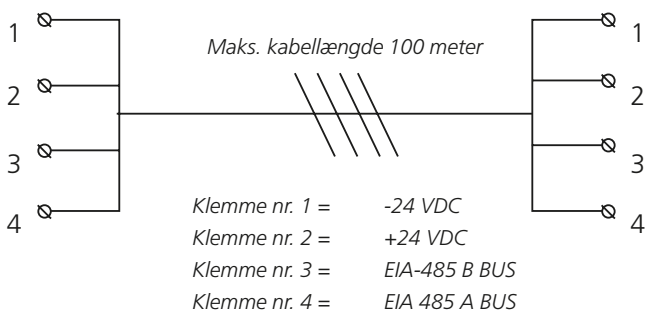 Maks. kabellængde 100 meter
1
2
3
4
1
2
3
4
Klemme nr. 1 = -24 VDC
Klemme nr. 2 = +24 VDC
Klemme nr. 3 = EIA-485 B BUS
Klemme nr. 4 = EIA 485 A BUS